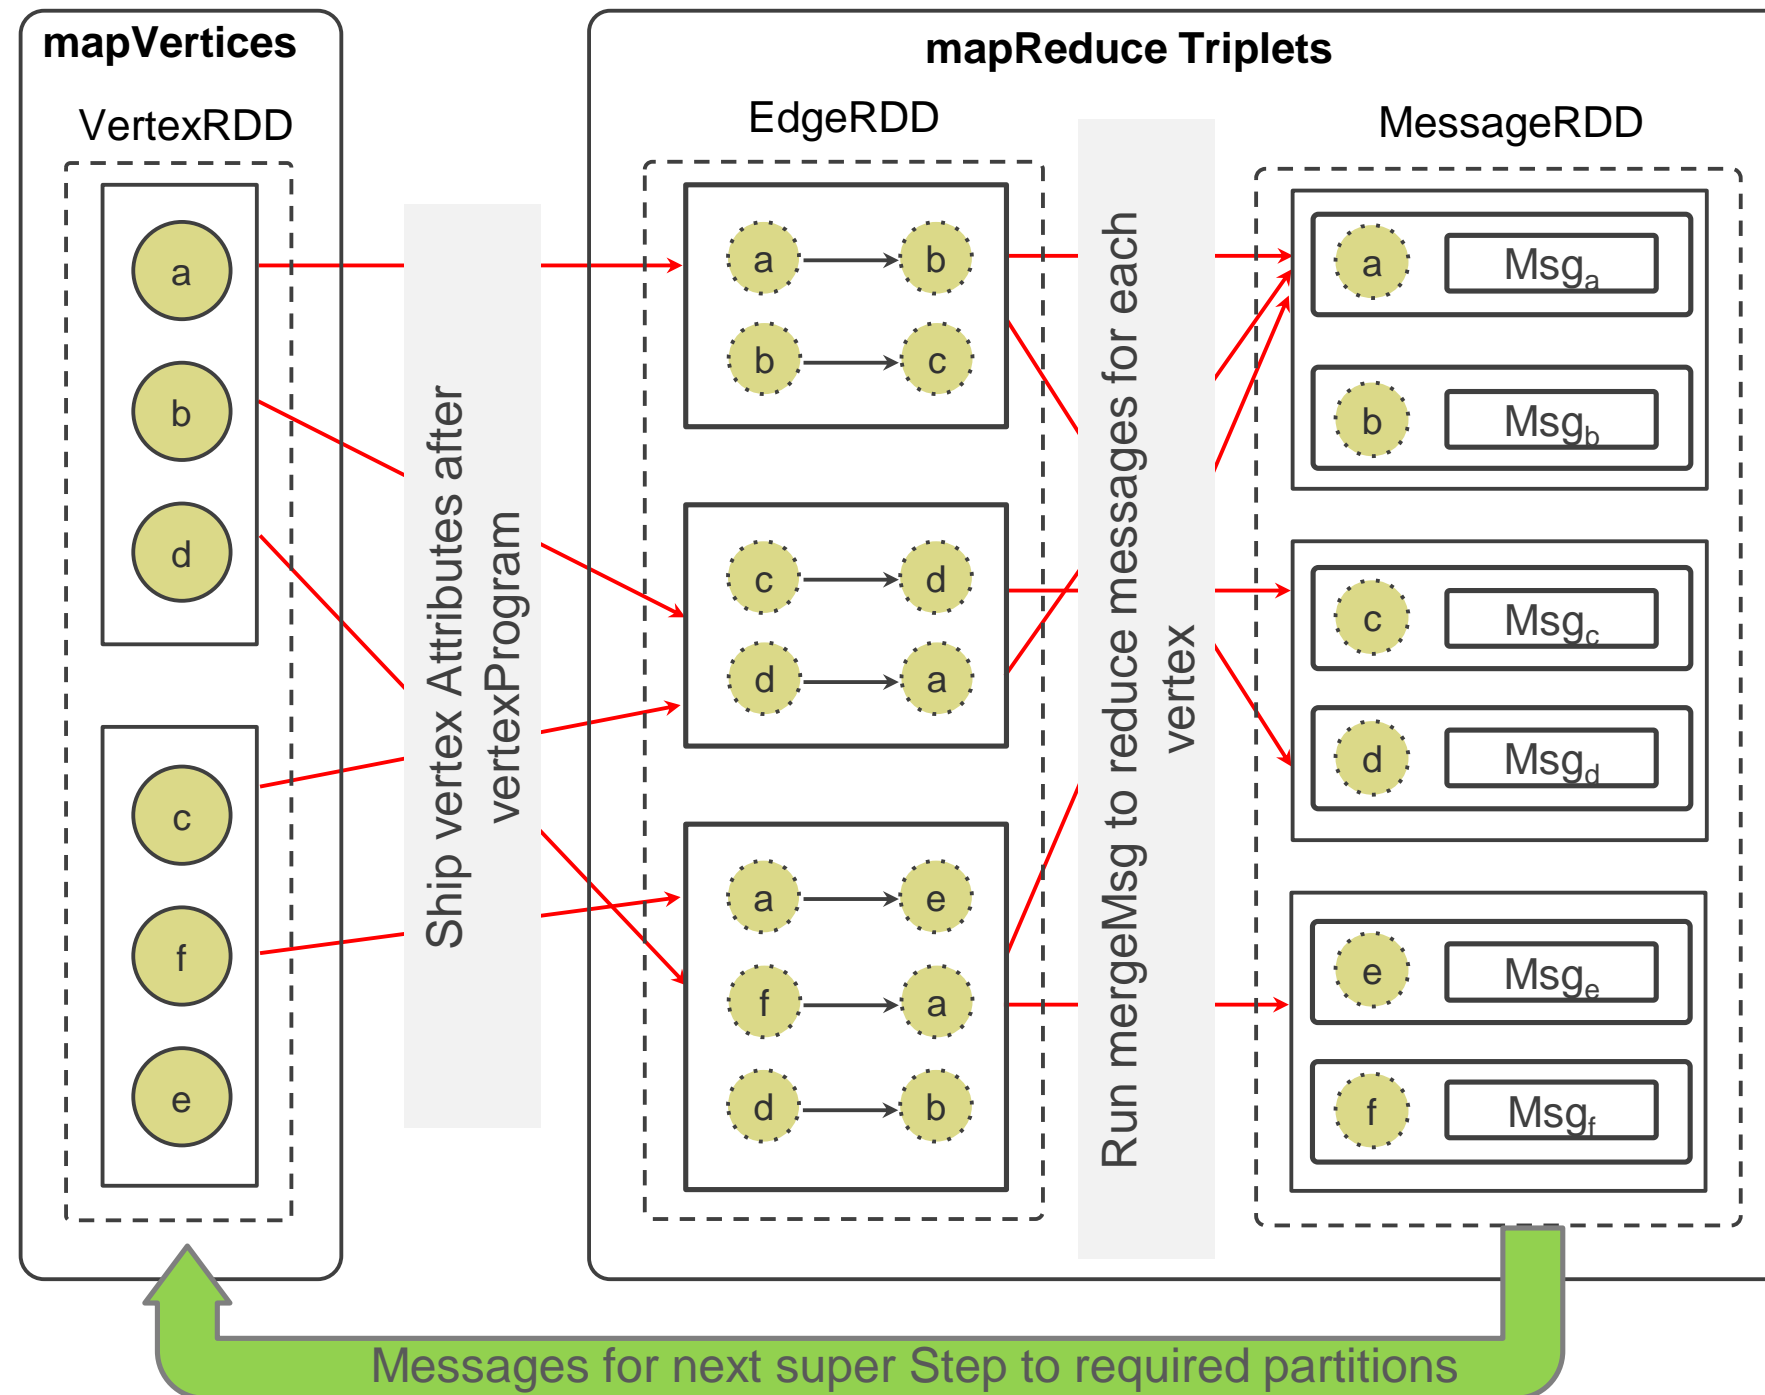 mapVertices
VertexRDD
a
b
d
c
f
e
Ship vertex Attributes after
vertexProgram
mapReduce Triplets
EdgeRDD
a b
b c
c d
d a
a e
f a
d b
Run mergeMsg to reduce messages for each
vertex
MessageRDD
a Msga
b Msgb
c Msgc
d Msgd
e Msge
f Msgf
Messages for next super Step to required partitions